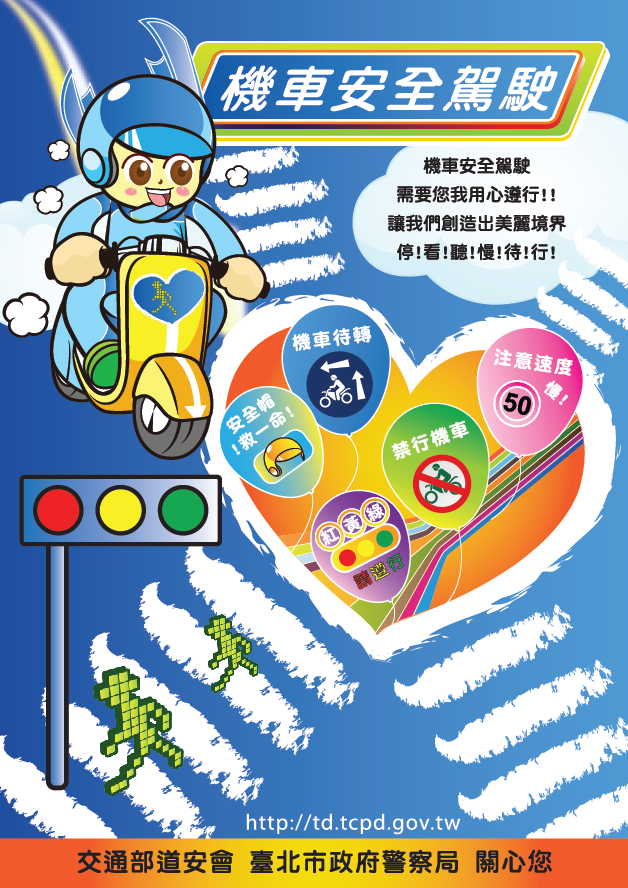 機車安全駕駛
機車安全駕駛
需要您我用心遵行!!
讓我們創造出美麗境界
停!看!聽!慢!待!行!
機車待轉
注意速度
慢!
50
安全帽
!救一命!
禁行機車
紅黃綠
請遵行
http://td.tcpd.gov.tw
交通部道安會 臺北市政府警察局 關心您